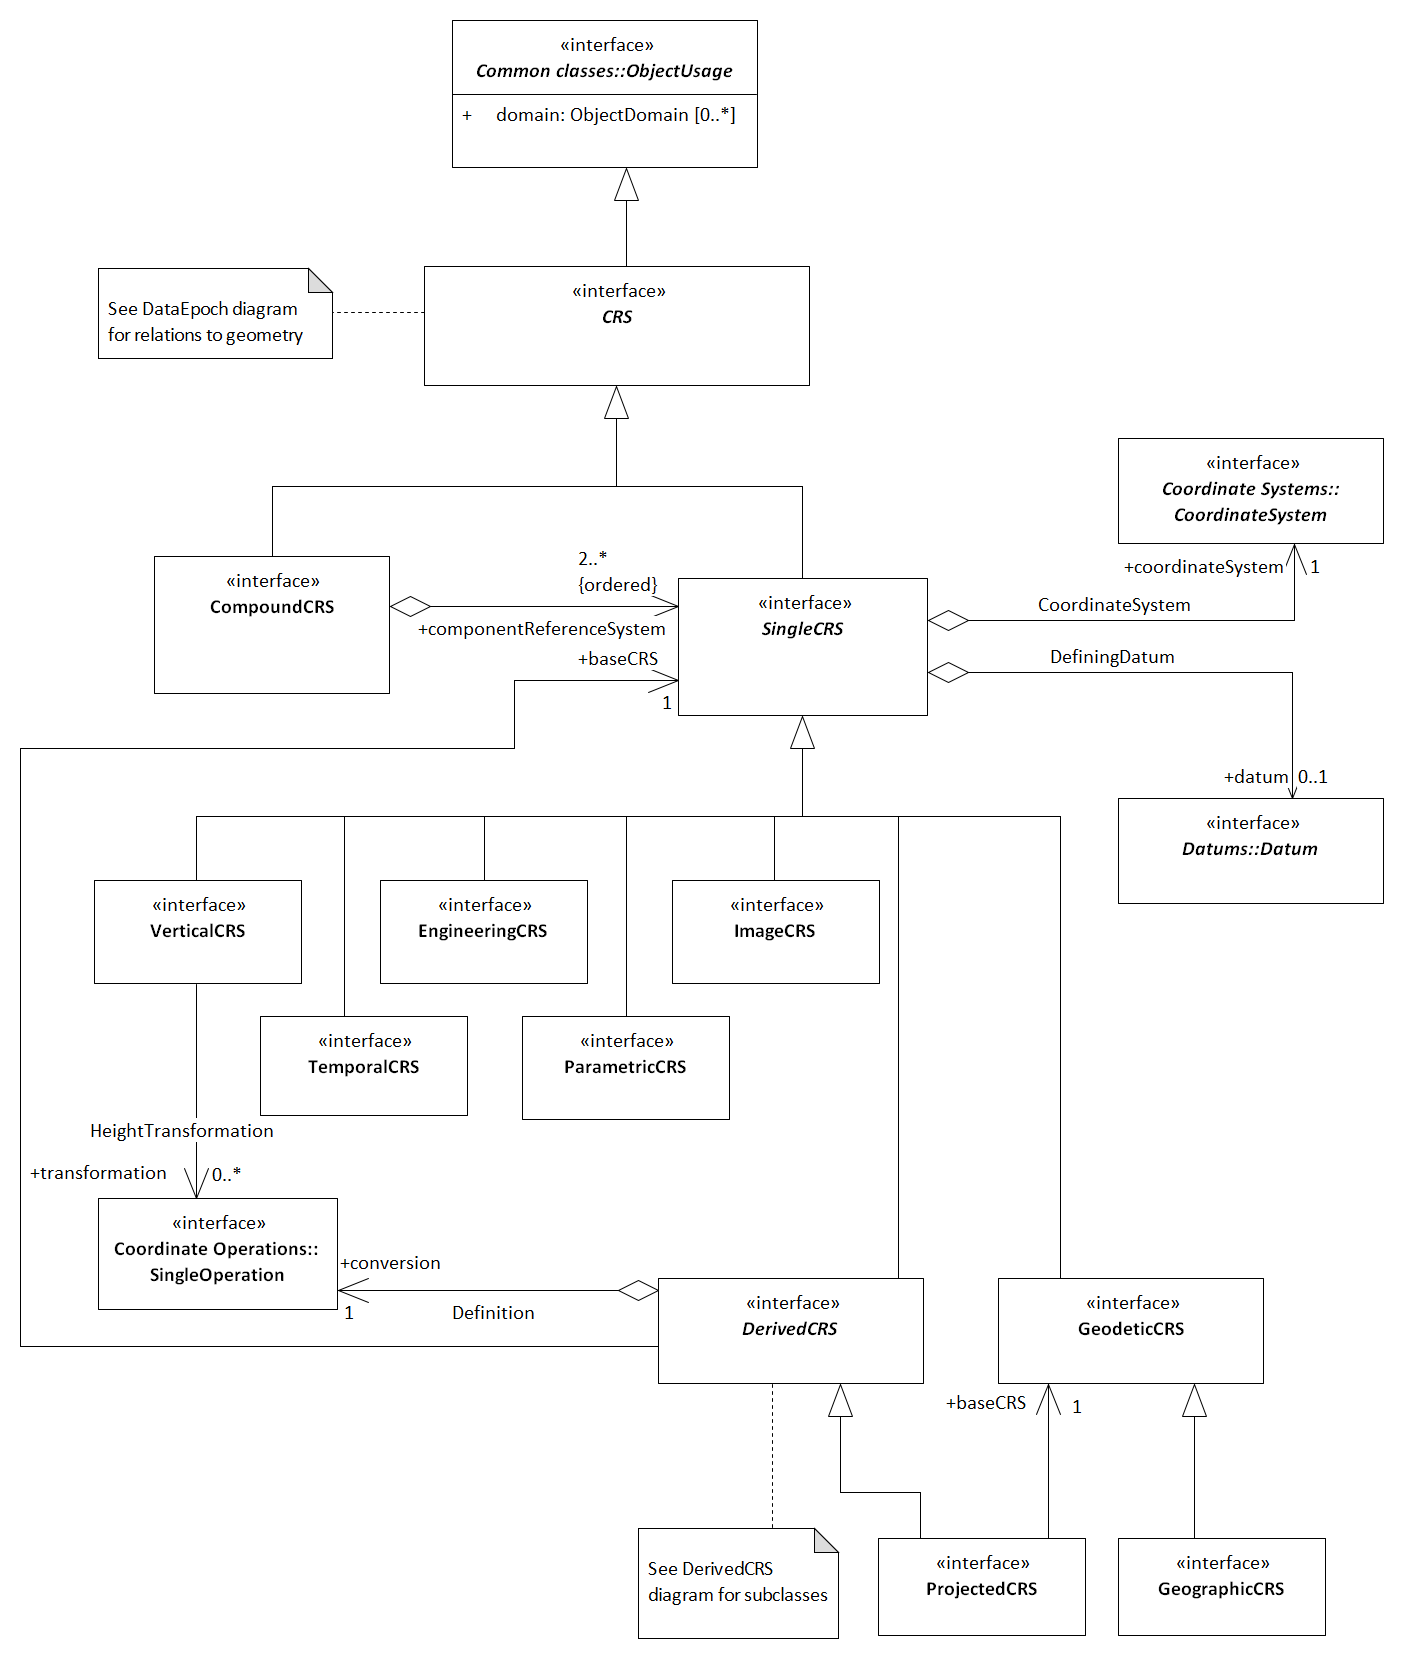 «interface»
Common classes::ObjectUsage
+ domain: ObjectDomain [0..*]
«interface»
CRS
See DataEpoch diagram
for relations to geometry
«interface»
Coordinate Systems::
CoordinateSystem
«interface»
CompoundCRS
2..*
{ordered}
+componentReferenceSystem
+baseCRS
1
«interface»
SingleCRS
+coordinateSystem
1
CoordinateSystem
DefiningDatum
+datum
0..1
«interface»
Datums::Datum
«interface»
VerticalCRS
«interface»
EngineeringCRS
«interface»
ImageCRS
«interface»
TemporalCRS
«interface»
ParametricCRS
HeightTransformation
+transformation
0..*
«interface»
Coordinate Operations::
SingleOperation
+conversion
1
Definition
«interface»
DerivedCRS
«interface»
GeodeticCRS
+baseCRS
1
See DerivedCRS
diagram for subclasses
«interface»
ProjectedCRS
«interface»
GeographicCRS